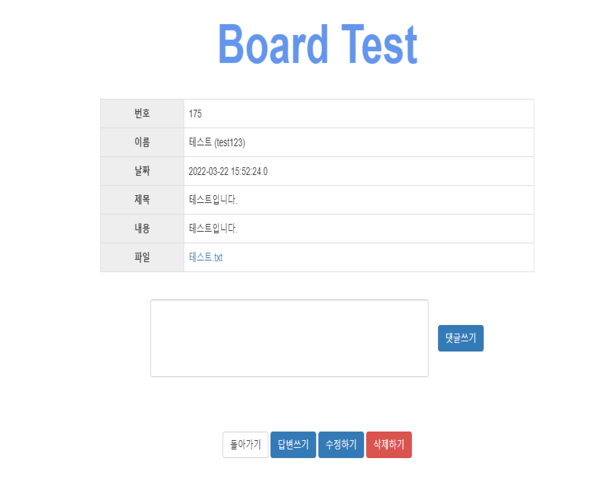 Board Test
번호 175
이름 테스트 (test123)
날짜 2022-03-22 15:52:24.0
제목 테스트입니다.
내용 테스트입니다.
파일 테스트.txt
댓글쓰기
돌아가기 답변쓰기 수정하기 삭제하기